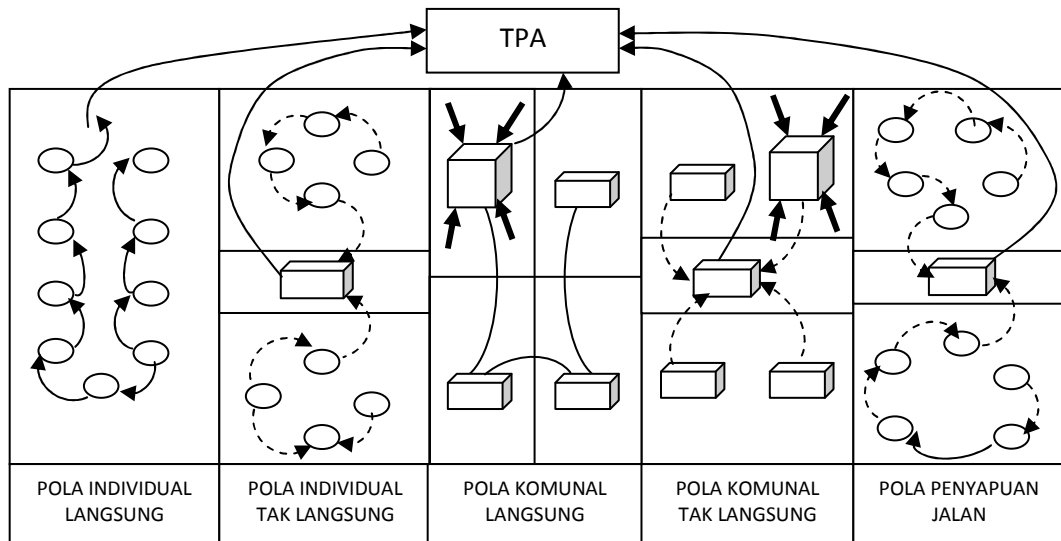 TPA
POLA INDIVIDUAL
LANGSUNG
POLA INDIVIDUAL
TAK LANGSUNG
POLA KOMUNAL
LANGSUNG
POLA KOMUNAL
TAK LANGSUNG
POLA PENYAPUAN
JALAN